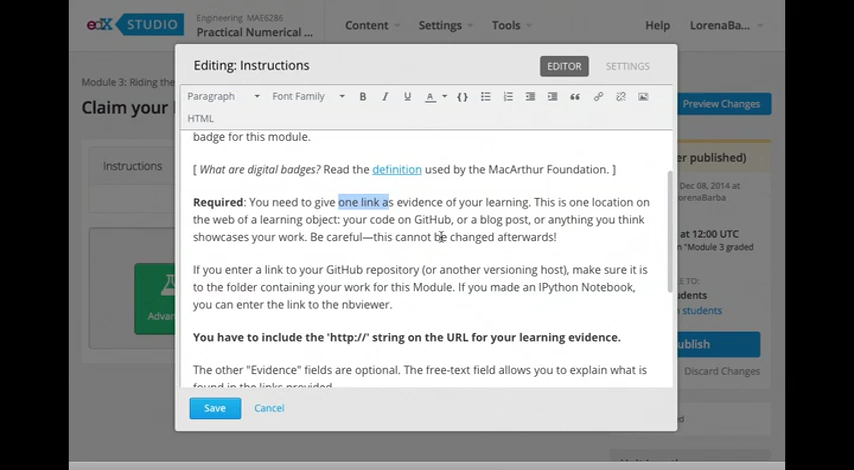 edX STUDIO
Engineering MAE6286
Practical Numerical ...
Content
Settings
Tools
Help
LorenaBa...
Module 3: Riding the
Claim your
Preview Changes
Editing: Instructions
EDITOR
SETTINGS
Paragraph
Font Family
B I U A {}
HTML
badge for this module.
[ What are digital badges? Read the definition used by the MacArthur Foundation. ]
Required: You need to give one link as evidence of your learning. This is one location on
the web of a learning object: your code on GitHub, or a blog post, or anything you think
showcases your work. Be careful—this cannot be changed afterwards!
If you enter a link to your GitHub repository (or another versioning host), make sure it is
to the folder containing your work for this Module. If you made an IPython Notebook,
you can enter the link to the nbviewer.
You have to include the 'http://' string on the URL for your learning evidence.
The other "Evidence" fields are optional. The free-text field allows you to explain what is
found in the links provided.
Save
Cancel
Instructions
Advan
er published)
Dec 08, 2014 at
renaBarba
at 12:00 UTC
n "Module 3 graded
E TO:
udents
n students
ublish
Discard Changes